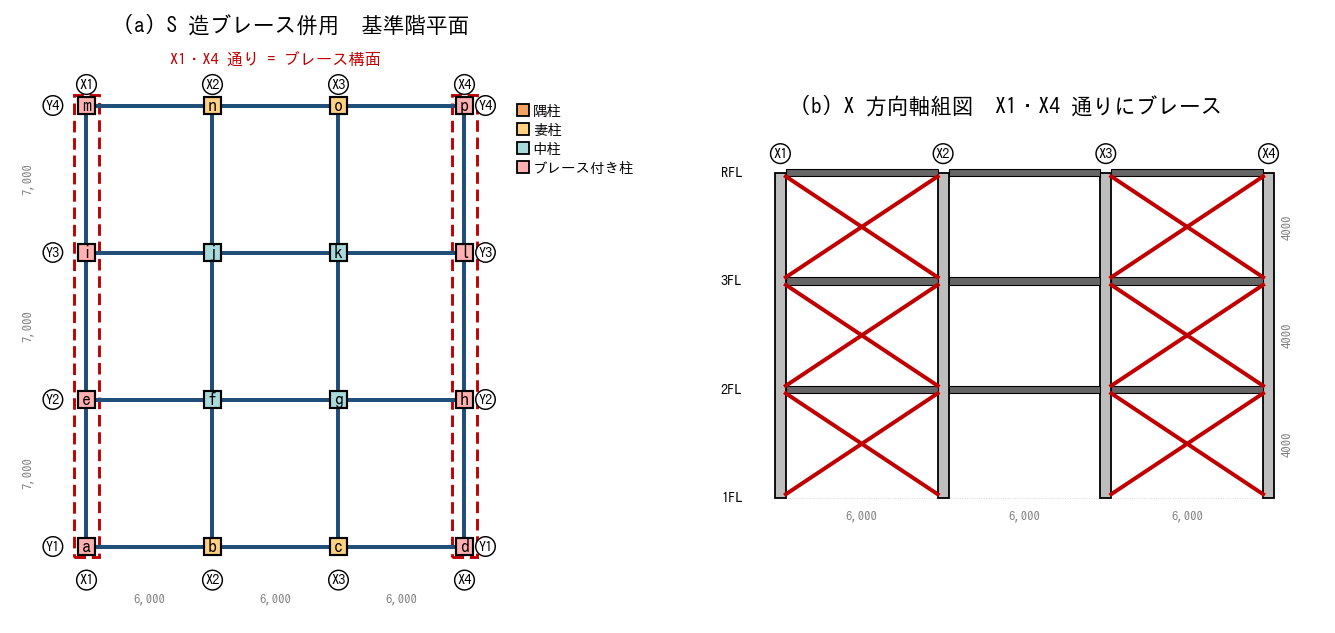 (a) S 造ブレース併用　基準階平面
X1・X4 通り = ブレース構面
X1 X2 X3 X4
Y4 m n o p Y4
隅柱
妻柱
中柱
ブレース付き柱
7,000
Y3 i j k l Y3
7,000
Y2 e f g h Y2
7,000
Y1 a b c d Y1
X1 X2 X3 X4
6,000 6,000 6,000
(b) X 方向軸組図　X1・X4 通りにブレース
X1 X2 X3 X4
RFL
4000
3FL
4000
2FL
4000
1FL
6,000 6,000 6,000